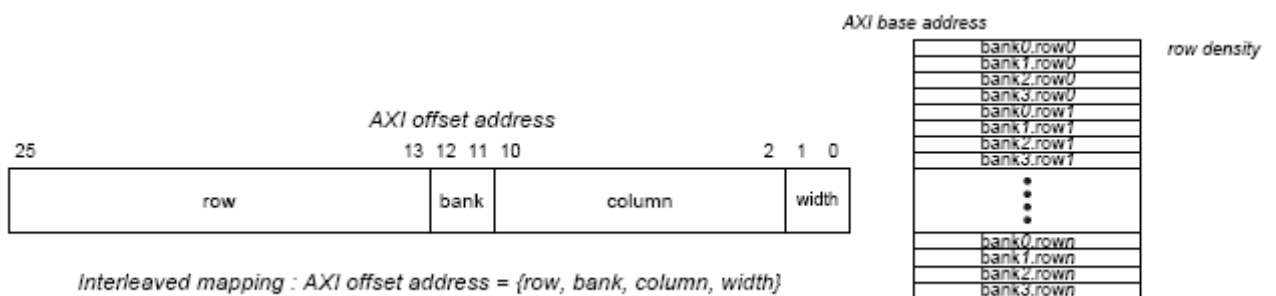 AXI base address
bank0.row0
row density
bank1.row0
bank2.row0
bank3.row0
bank0.row1
bank1.row1
bank2.row1
bank3.row1
bank0.rown
bank1.rown
bank2.rown
bank3.rown
AXI offset address
25 13 12 11 10 2 1 0
row bank column width
Interleaved mapping : AXI offset address = {row, bank, column, width}